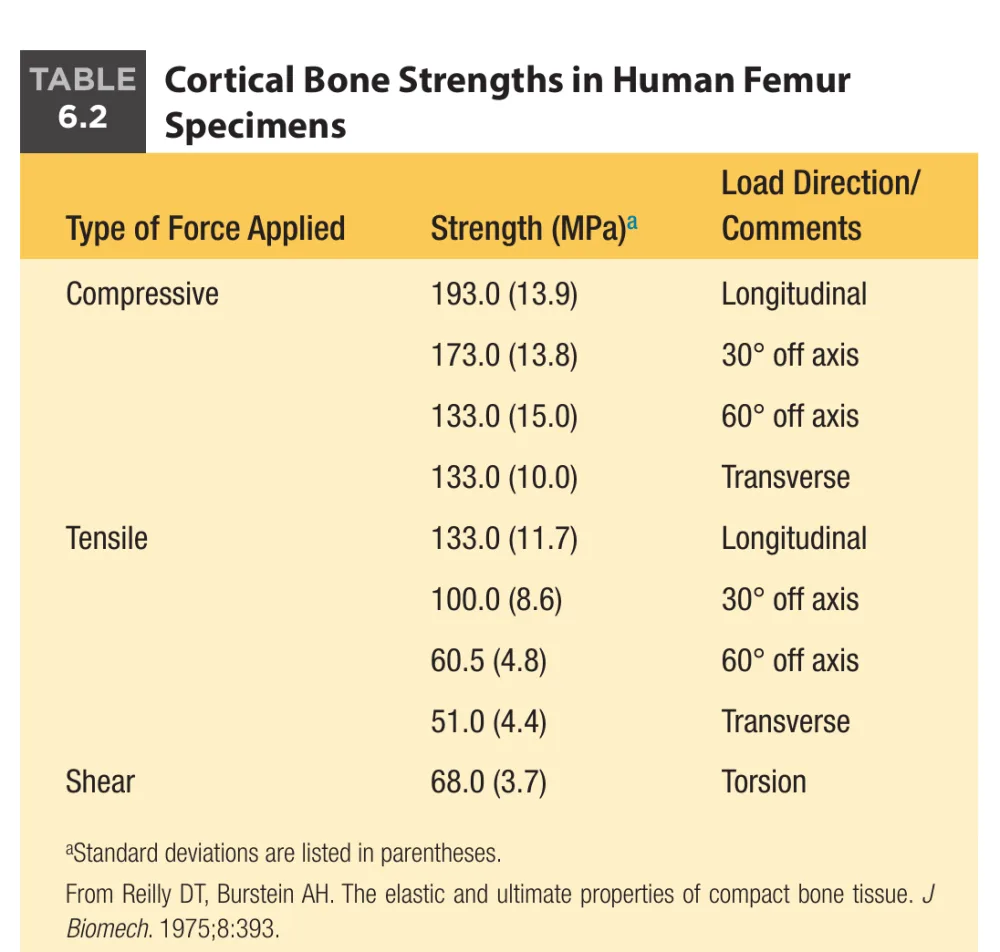 TABLE 6.2
Cortical Bone Strengths in Human Femur
Specimens
Type of Force Applied Strength (MPa)a Load Direction/
Comments
Compressive 193.0 (13.9) Longitudinal
173.0 (13.8) 30° off axis
133.0 (15.0) 60° off axis
133.0 (10.0) Transverse
Tensile 133.0 (11.7) Longitudinal
100.0 (8.6) 30° off axis
60.5 (4.8) 60° off axis
51.0 (4.4) Transverse
Shear 68.0 (3.7) Torsion
aStandard deviations are listed in parentheses.
From Reilly DT, Burstein AH. The elastic and ultimate properties of compact bone tissue. J
Biomech. 1975;8:393.